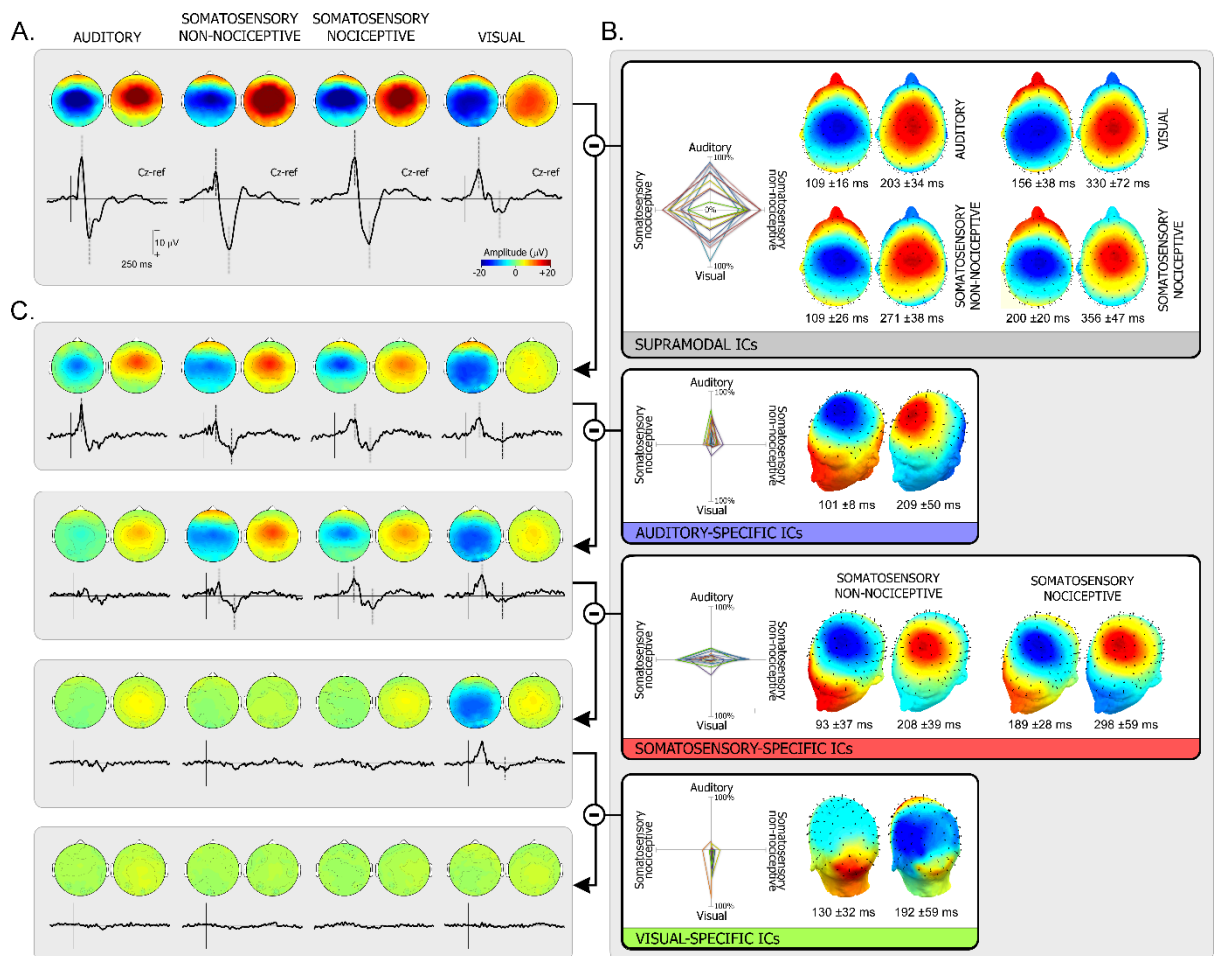 A.
AUDITORY
SOMATOSENSORY
NON-NOCICEPTIVE
SOMATOSENSORY
NOCICEPTIVE
VISUAL
Cz-ref
Cz-ref
Cz-ref
Cz-ref
10 µV
+
250 ms
Amplitude (µV)
-20 0 +20
B.
Auditory
100%
Somatosensory
nociceptive
0%
Somatosensory
non-nociceptive
100%
Visual
AUDITORY
109 ±16 ms 203 ±34 ms
VISUAL
156 ±38 ms 330 ±72 ms
SOMATOSENSORY
NON-NOCICEPTIVE
109 ±26 ms 271 ±38 ms
SOMATOSENSORY
NOCICEPTIVE
200 ±20 ms 356 ±47 ms
SUPRAMODAL ICs
Auditory
100%
Somatosensory
nociceptive
Somatosensory
non-nociceptive
100%
Visual
101 ±8 ms 209 ±50 ms
AUDITORY-SPECIFIC ICs
Auditory
100%
Somatosensory
nociceptive
Somatosensory
non-nociceptive
100%
Visual
SOMATOSENSORY
NON-NOCICEPTIVE
93 ±37 ms 208 ±39 ms
SOMATOSENSORY
NOCICEPTIVE
189 ±28 ms 298 ±59 ms
SOMATOSENSORY-SPECIFIC ICs
Auditory
100%
Somatosensory
nociceptive
Somatosensory
non-nociceptive
100%
Visual
130 ±32 ms 192 ±59 ms
VISUAL-SPECIFIC ICs
C.